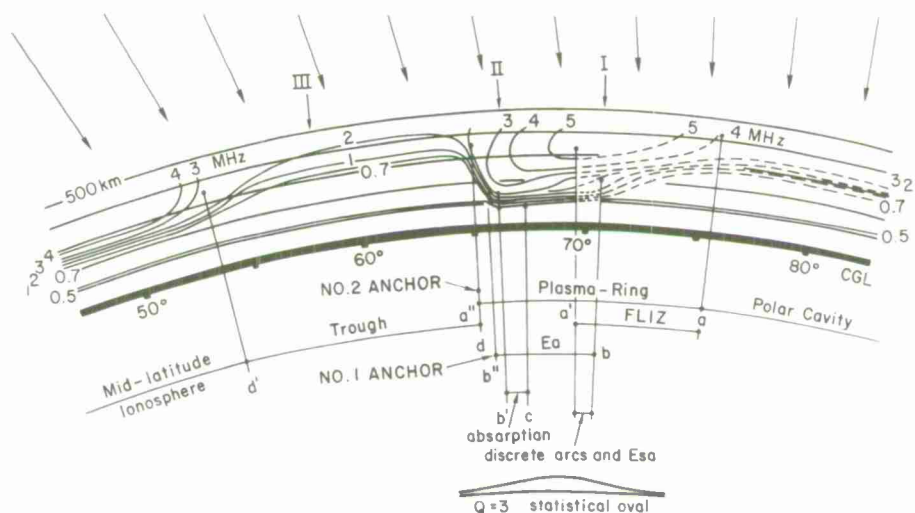 III
II
I
4 3 MHz
2
1
0.7
3
4
5
5
4 MHz
500km
1 2 3 4
0.7
0.5
3 2
0.7
0.5
50°
60°
70°
80°
CGL
NO.2 ANCHOR
a"
Plasma-Ring
a'
FLIZ
a
Polar Cavity
Trough
Mid-latitude
Ionosphere
d'
d
Ea
b
NO.1 ANCHOR
b"
b'
c
absarption
discrete arcs and Esa
Q=3 statistical oval